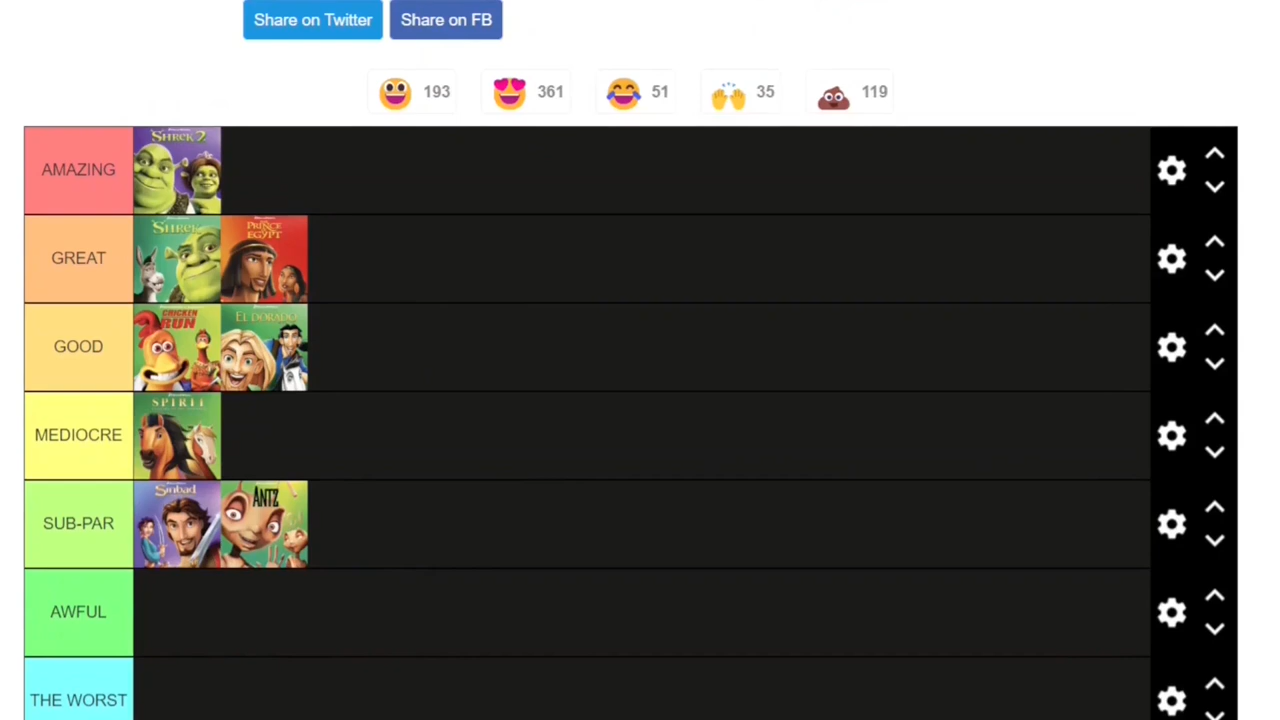 Share on Twitter
Share on FB
193
361
51
35
119
AMAZING
SHREK 2
GREAT
SHREK
THE PRINCE OF EGYPT
GOOD
CHICKEN RUN
EL DORADO
MEDIOCRE
SPIRIT
SUB-PAR
Sinbad
ANTZ
AWFUL
THE WORST